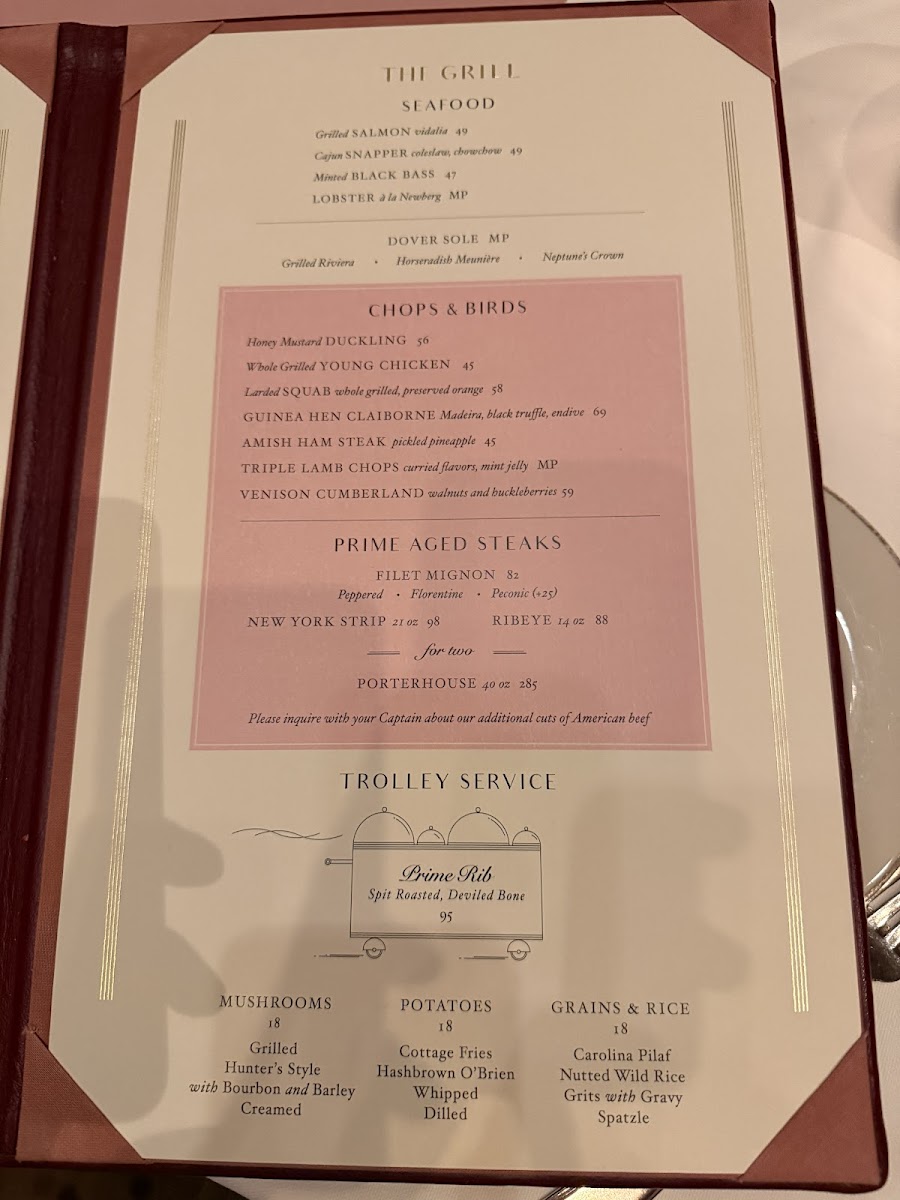 THE GRILL
SEAFOOD
Grilled SALMON vidalia 49
Cajun SNAPPER coleslaw, chowchow 49
Minted BLACK BASS 47
LOBSTER à la Newberg MP
DOVER SOLE MP
Grilled Riviera • Horseradish Meunière • Neptune's Crown
CHOPS & BIRDS
Honey Mustard DUCKLING 56
Whole Grilled YOUNG CHICKEN 45
Larded SQUAB whole grilled, preserved orange 58
GUINEA HEN CLAIBORNE Madeira, black truffle, endive 69
AMISH HAM STEAK pickled pineapple 45
TRIPLE LAMB CHOPS curried flavors, mint jelly MP
VENISON CUMBERLAND walnuts and huckleberries 59
PRIME AGED STEAKS
FILET MIGNON 82
Peppered • Florentine • Peconic (+25)
NEW YORK STRIP 21 oz 98 RIBEYE 14 oz 88
for two
PORTERHOUSE 40 oz 285
Please inquire with your Captain about our additional cuts of American beef
TROLLEY SERVICE
Prime Rib
Spit Roasted, Deviled Bone
95
MUSHROOMS
18
Grilled
Hunter's Style
with Bourbon and Barley
Creamed
POTATOES
18
Cottage Fries
Hashbrown O'Brien
Whipped
Dilled
GRAINS & RICE
18
Carolina Pilaf
Nutted Wild Rice
Grits with Gravy
Spatzle